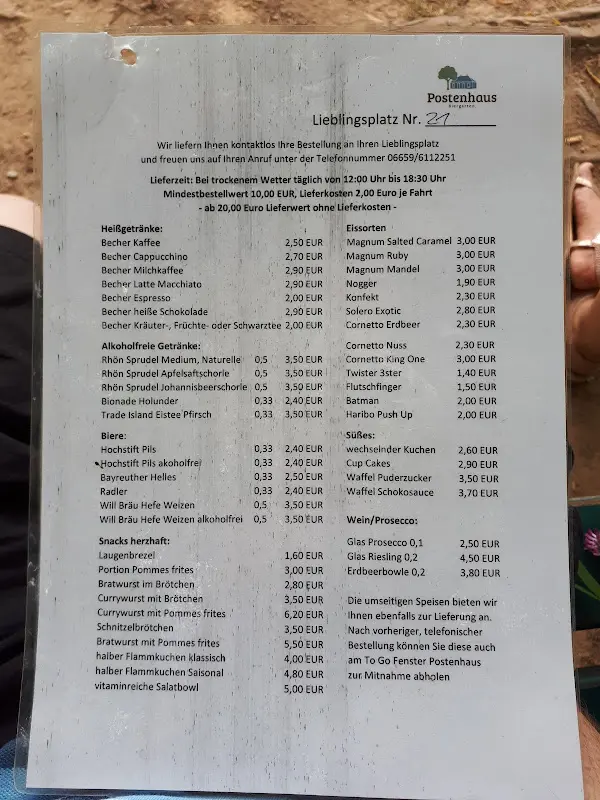 Postenhaus
Biergarten
Lieblingsplatz Nr. 21
Wir liefern Ihnen kontaktlos Ihre Bestellung an Ihren Lieblingsplatz
und freuen uns auf Ihren Anruf unter der Telefonnummer 06659/6112251
Lieferzeit: Bei trockenem Wetter täglich von 12:00 Uhr bis 18:30 Uhr
Mindestbestellwert 10,00 EUR, Lieferkosten 2,00 Euro je Fahrt
- ab 20,00 Euro Lieferwert ohne Lieferkosten -
Heißgetränke:
Becher Kaffee 2,50 EUR
Becher Cappucchino 2,70 EUR
Becher Milchkaffee 2,90 EUR
Becher Latte Macchiato 2,90 EUR
Becher Espresso 2,00 EUR
Becher heiße Schokolade 2,90 EUR
Becher Kräuter-, Früchte- oder Schwarztee 2,00 EUR
Alkoholfreie Getränke:
Rhön Sprudel Medium, Naturelle 0,5 3,50 EUR
Rhön Sprudel Apfelsaftschorle 0,5 3,50 EUR
Rhön Sprudel Johannisbeerschorle 0,5 3,50 EUR
Bionade Holunder 0,33 2,40 EUR
Trade Island Eistee Pfirsch 0,33 3,50 EUR
Biere:
Hochstift Pils 0,33 2,40 EUR
Hochstift Pils akoholfrei 0,33 2,40 EUR
Bayreuther Helles 0,33 2,50 EUR
Radler 0,33 2,40 EUR
Will Bräu Hefe Weizen 0,5 3,50 EUR
Will Bräu Hefe Weizen alkoholfrei 0,5 3,50 EUR
Snacks herzhaft:
Laugenbrezel 1,60 EUR
Portion Pommes frites 3,00 EUR
Bratwurst im Brötchen 2,80 EUR
Currywurst mit Brötchen 3,50 EUR
Currywurst mit Pommes frites 6,20 EUR
Schnitzelbrötchen 3,50 EUR
Bratwurst mit Pommes frites 5,50 EUR
halber Flammkuchen klassisch 4,00 EUR
halber Flammkuchen Saisonal 4,80 EUR
vitaminreiche Salatbowl 5,00 EUR
Eissorten
Magnum Salted Caramel 3,00 EUR
Magnum Ruby 3,00 EUR
Magnum Mandel 3,00 EUR
Nogger 1,90 EUR
Konfekt 2,30 EUR
Solero Exotic 2,80 EUR
Cornetto Erdbeer 2,30 EUR
Cornetto Nuss 2,30 EUR
Cornetto King One 3,00 EUR
Twister 3ster 1,40 EUR
Flutschfinger 1,50 EUR
Batman 2,00 EUR
Haribo Push Up 2,00 EUR
Süßes:
wechselnder Kuchen 2,60 EUR
Cup Cakes 2,90 EUR
Waffel Puderzucker 3,50 EUR
Waffel Schokosauce 3,70 EUR
Wein/Prosecco:
Glas Prosecco 0,1 2,50 EUR
Glas Riesling 0,2 4,50 EUR
Erdbeerbowle 0,2 3,80 EUR
Die umseitigen Speisen bieten wir
Ihnen ebenfalls zur Lieferung an.
Nach vorheriger, telefonischer
Bestellung können Sie diese auch
am To Go Fenster Postenhaus
zur Mitnahme abholen